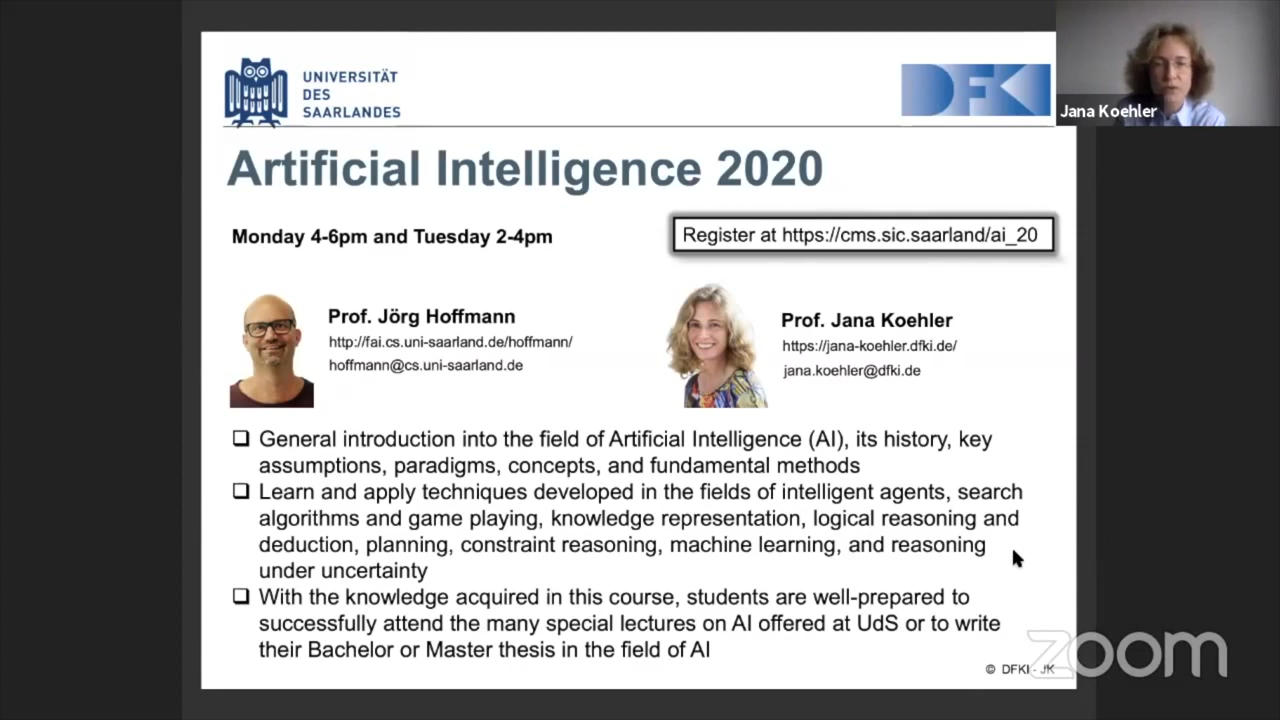 UNIVERSITÄT
DES
SAARLANDES
DFKI
Jana Koehler
Artificial Intelligence 2020
Monday 4-6pm and Tuesday 2-4pm
Register at https://cms.sic.saarland/ai_20
Prof. Jörg Hoffmann
http://fai.cs.uni-saarland.de/hoffmann/
hoffmann@cs.uni-saarland.de
Prof. Jana Koehler
https://jana-koehler.dfki.de/
jana.koehler@dfki.de
General introduction into the field of Artificial Intelligence (AI), its history, key
assumptions, paradigms, concepts, and fundamental methods
Learn and apply techniques developed in the fields of intelligent agents, search
algorithms and game playing, knowledge representation, logical reasoning and
deduction, planning, constraint reasoning, machine learning, and reasoning
under uncertainty
With the knowledge acquired in this course, students are well-prepared to
successfully attend the many special lectures on AI offered at UdS or to write
their Bachelor or Master thesis in the field of AI
© DFKI - JK
zoom